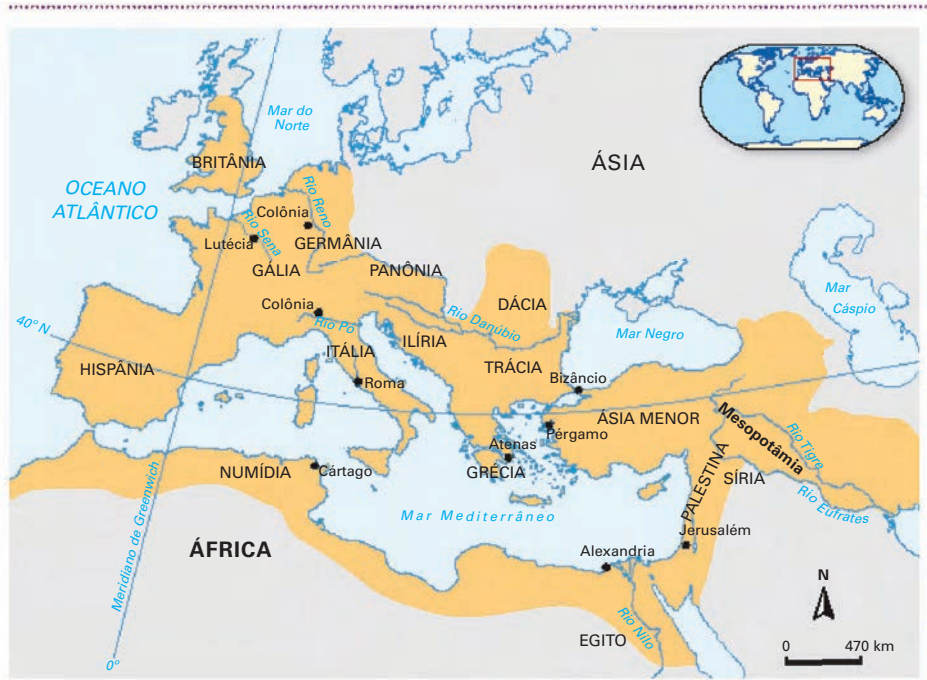 Mar do
Norte
BRITÂNIA
ÁSIA
OCEANO
ATLÂNTICO
Colônia
Rio Reno
Rio Sena
Lutécia
GERMÂNIA
GÁLIA
PANÔNIA
DÁCIA
Mar
Cáspio
Colônia
Rio Danúbio
40º N
Rio Pó
Mar Negro
ILÍRIA
ITÁLIA
HISPÂNIA
TRÁCIA
Roma
Bizâncio
ÁSIA MENOR
Mesopotâmia
Pérgamo
Rio Tigre
Atenas
NUMÍDIA
Cártago
GRÉCIA
PALESTINA
SÍRIA
Rio Eufrates
Mar Mediterrâneo
Jerusalém
ÁFRICA
Alexandria
Meridiano de Greenwich
N
Rio Nilo
EGITO
0 470 km
0º